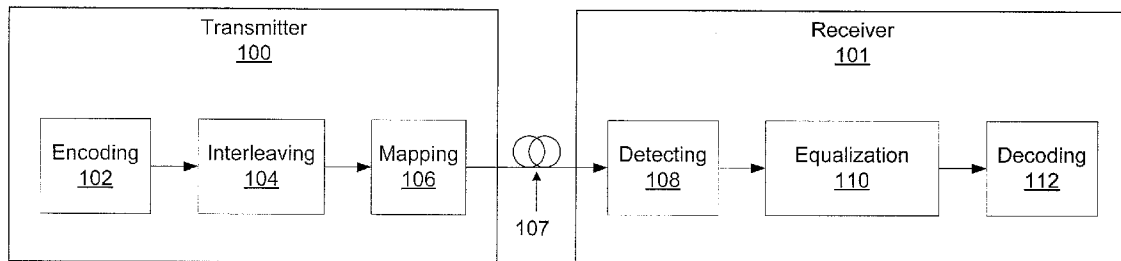 Transmitter
100
Receiver
101
Encoding
102
Interleaving
104
Mapping
106
107
Detecting
108
Equalization
110
Decoding
112